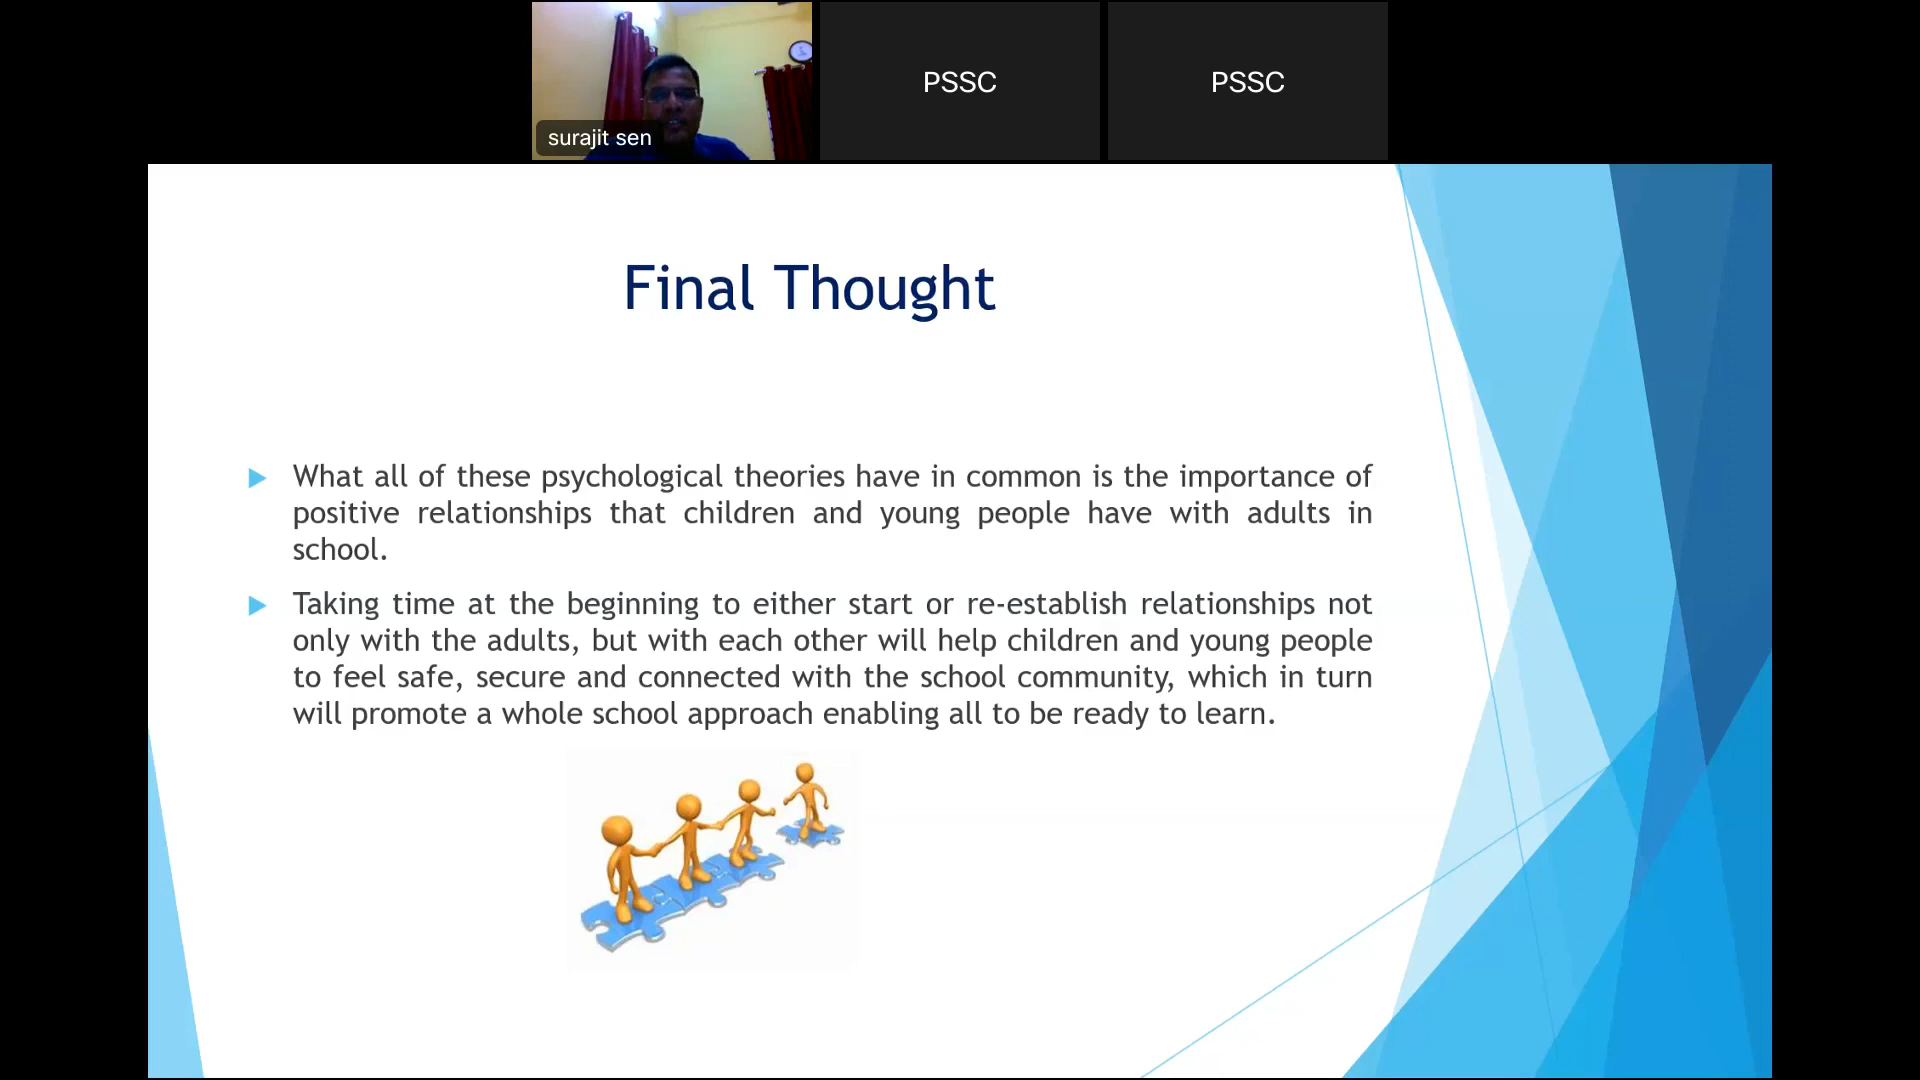 surajit sen
PSSC
PSSC
Final Thought
What all of these psychological theories have in common is the importance of
positive relationships that children and young people have with adults in
school.
Taking time at the beginning to either start or re-establish relationships not
only with the adults, but with each other will help children and young people
to feel safe, secure and connected with the school community, which in turn
will promote a whole school approach enabling all to be ready to learn.